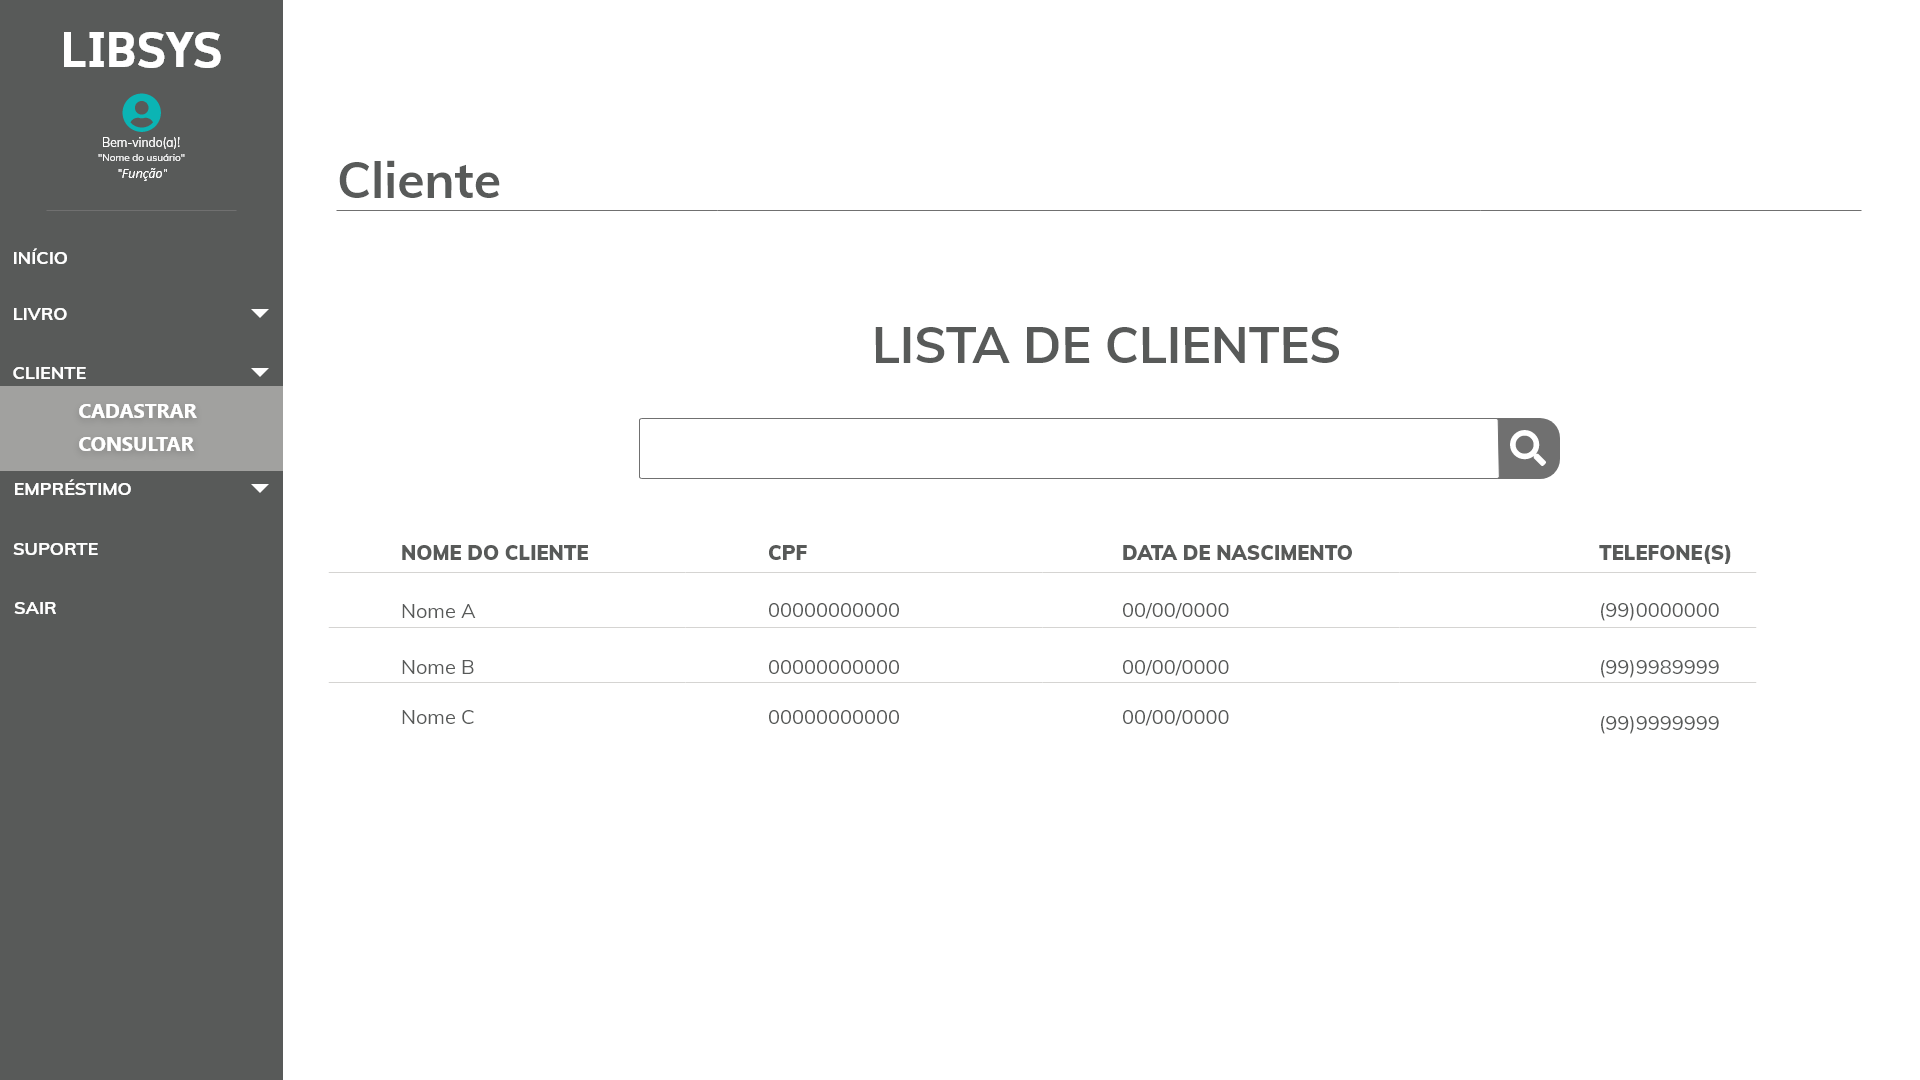 LIBSYS
Bem-vindo(a)!
"Nome do usuário"
"Função"
INÍCIO
LIVRO
CLIENTE
CADASTRAR
CONSULTAR
EMPRÉSTIMO
SUPORTE
SAIR
Cliente
LISTA DE CLIENTES
NOME DO CLIENTE CPF DATA DE NASCIMENTO TELEFONE(S)
Nome A 00000000000 00/00/0000 (99)0000000
Nome B 00000000000 00/00/0000 (99)9989999
Nome C 00000000000 00/00/0000 (99)9999999